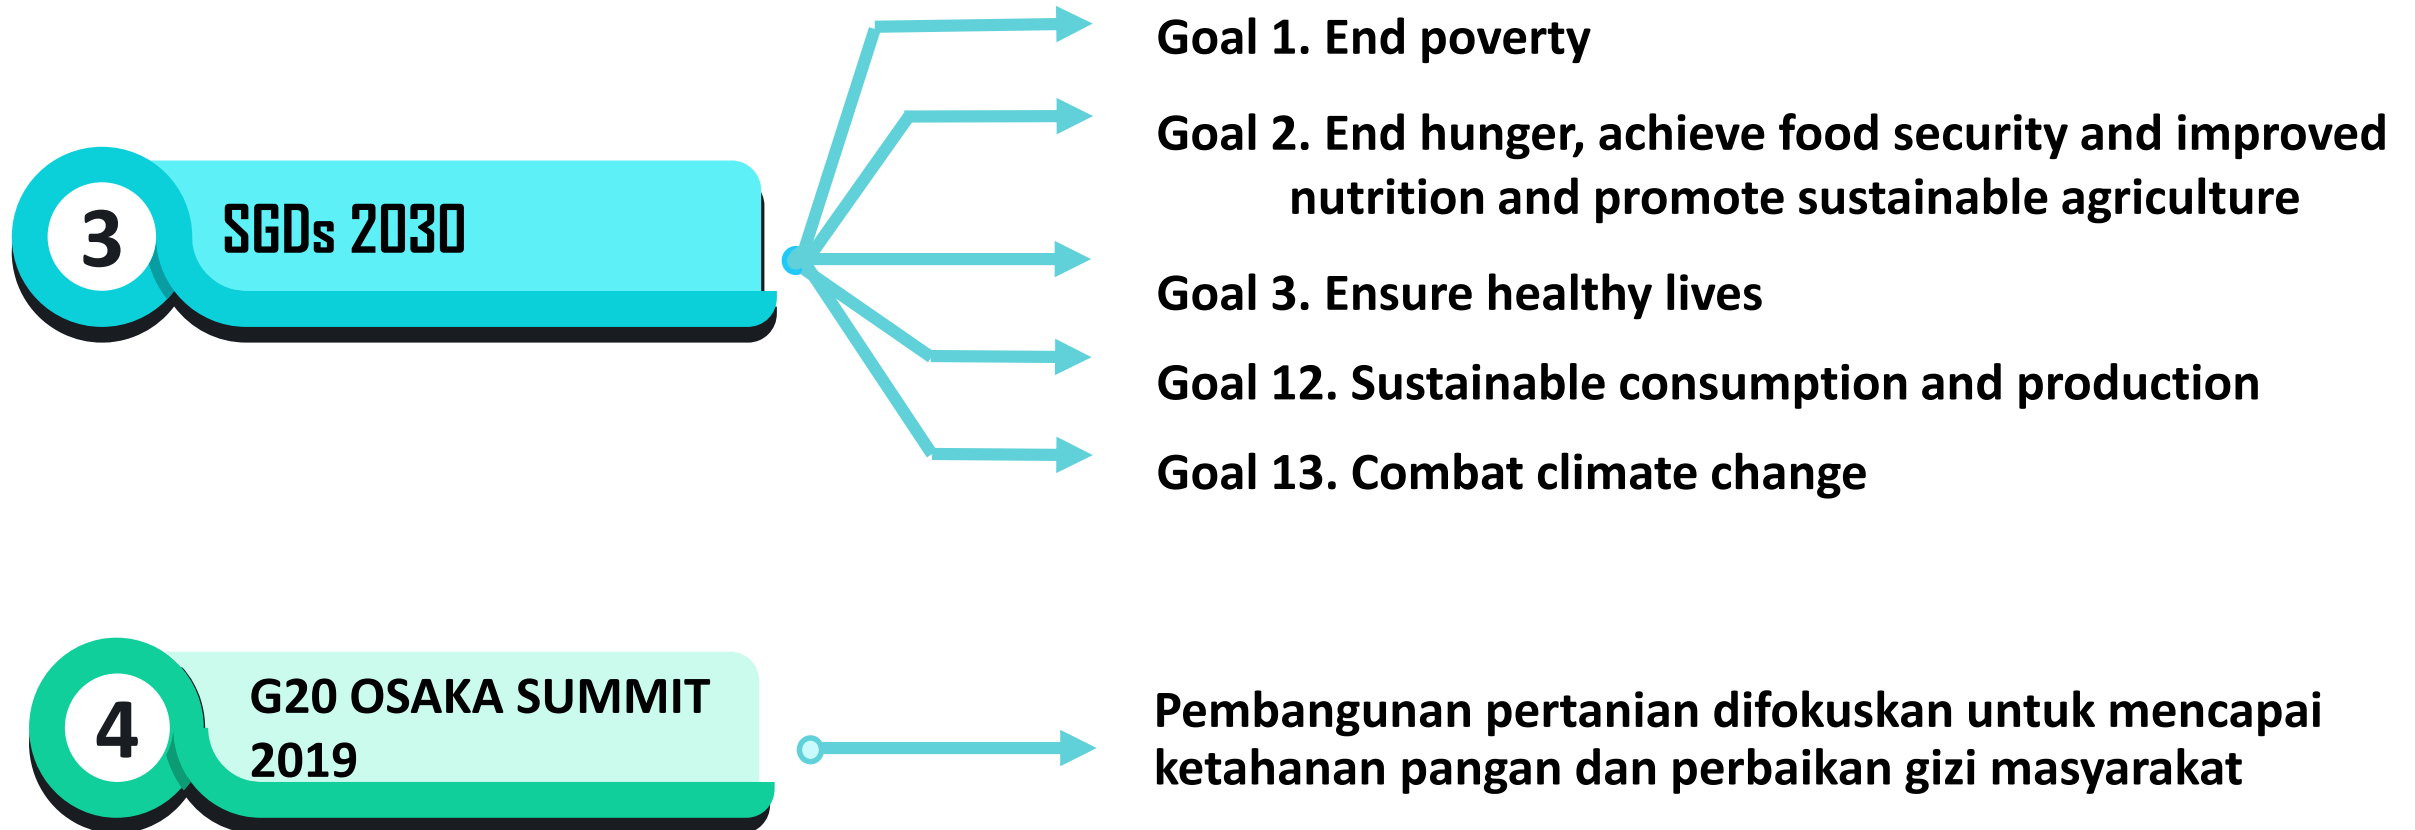 3
SGDs 2030
Goal 1. End poverty
Goal 2. End hunger, achieve food security and improved
nutrition and promote sustainable agriculture
Goal 3. Ensure healthy lives
Goal 12. Sustainable consumption and production
Goal 13. Combat climate change
4
G20 OSAKA SUMMIT
2019
Pembangunan pertanian difokuskan untuk mencapai
ketahanan pangan dan perbaikan gizi masyarakat